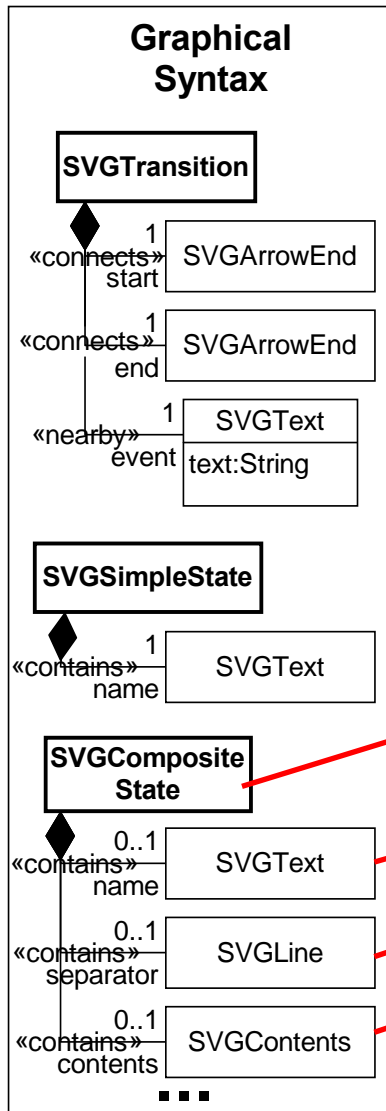 Graphical
Syntax
SVGTransition
1
«connects»
start
SVGArrowEnd
1
«connects»
end
SVGArrowEnd
1
«nearby»
event
SVGText
text:String
SVGSimpleState
1
«contains»
name
SVGText
SVGComposite
State
0..1
«contains»
name
SVGText
0..1
«contains»
separator
SVGLine
0..1
«contains»
contents
SVGContents
...